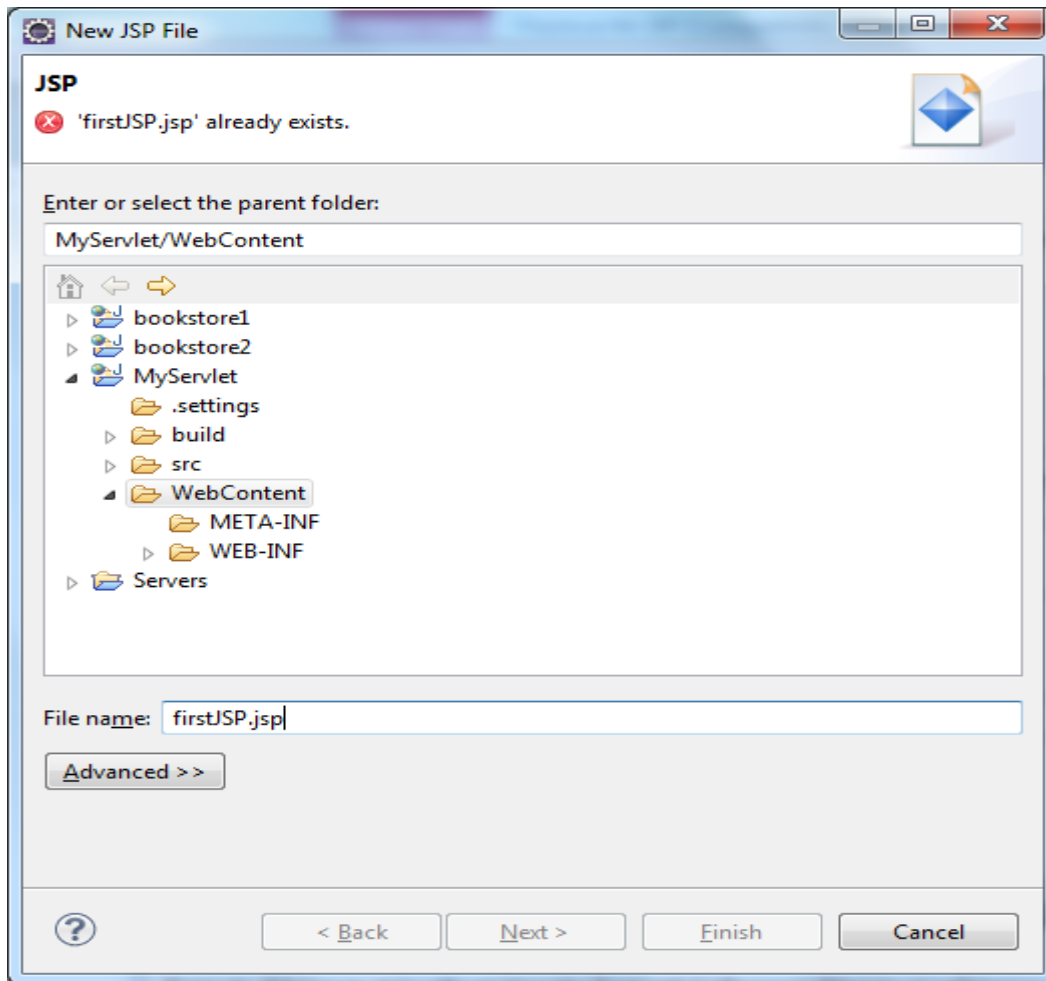 New JSP File
JSP
'firstJSP.jsp' already exists.
Enter or select the parent folder:
MyServlet/WebContent
bookstore1
bookstore2
MyServlet
.settings
build
src
WebContent
META-INF
WEB-INF
Servers
File name: firstJSP.jsp
Advanced >>
< Back Next > Finish Cancel